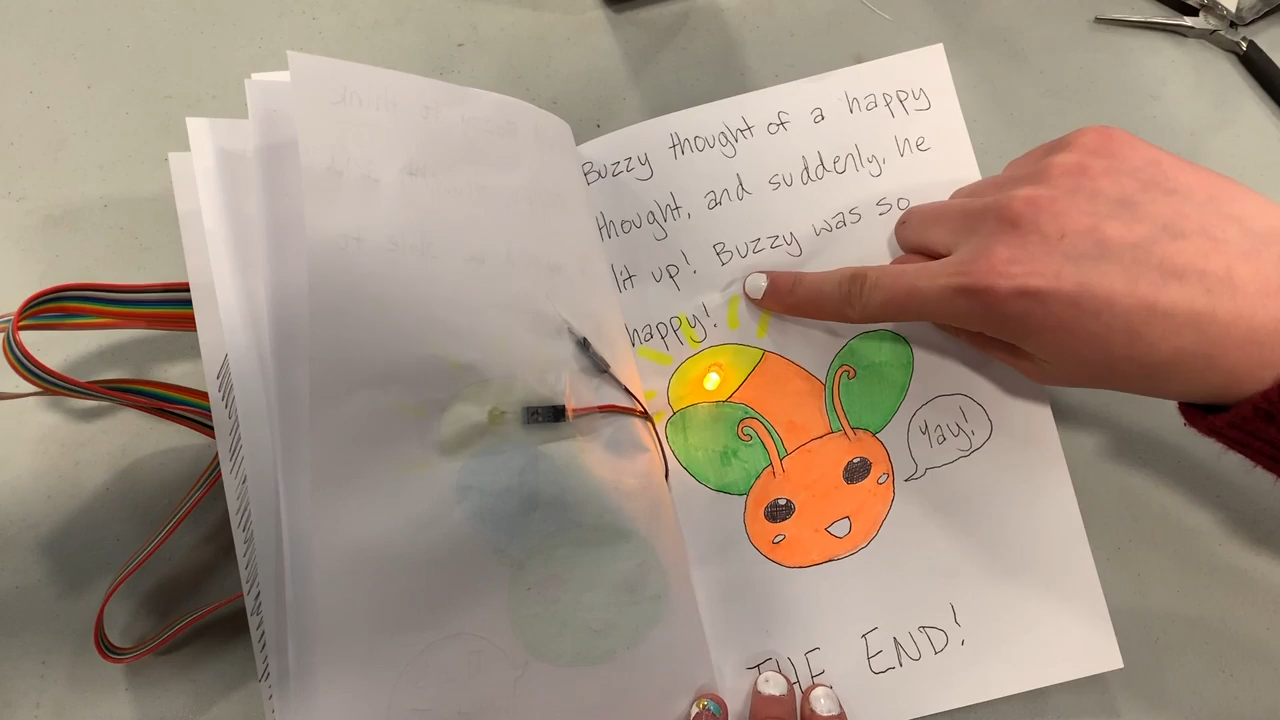 Buzzy thought of a happy
thought, and suddenly, he
lit up! Buzzy was so
happy!
Yay!
THE END!